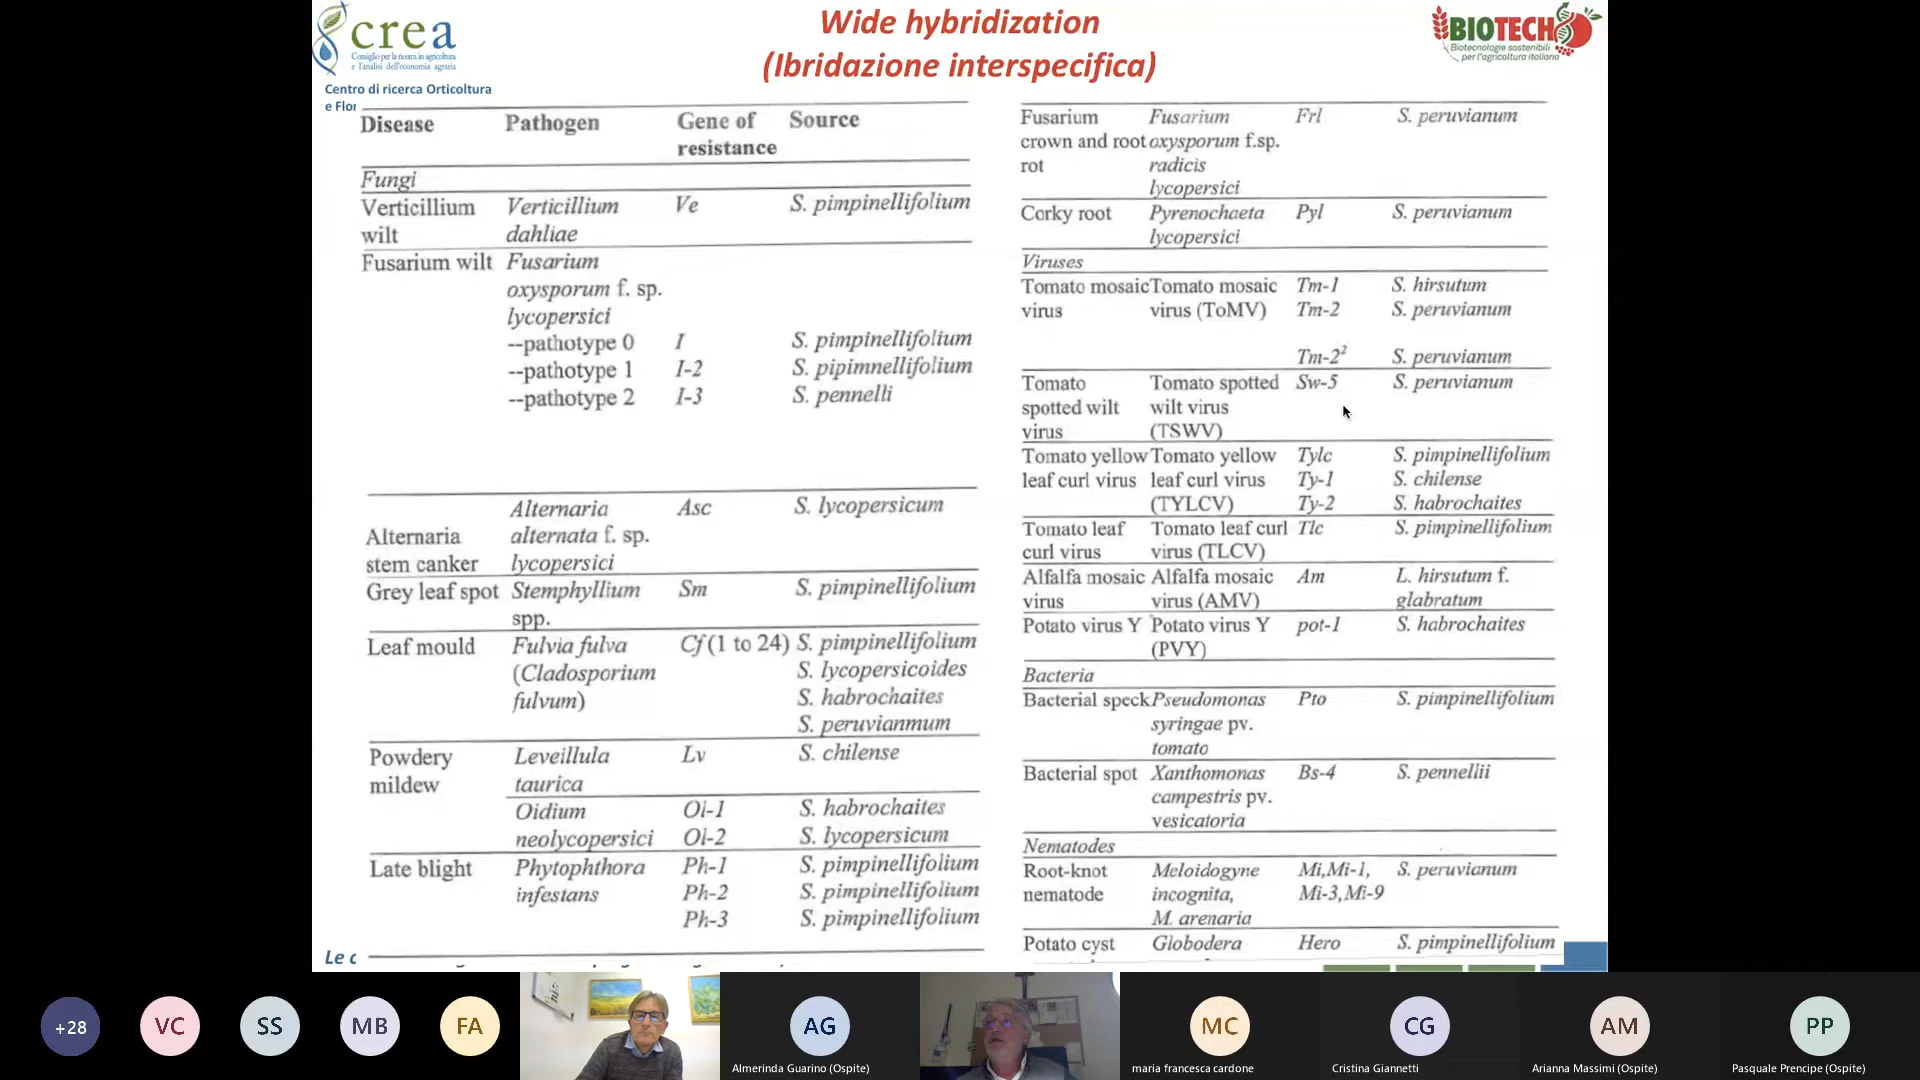 crea
Consiglio per la ricerca in agricoltura
e l'analisi dell'economia agraria
Centro di ricerca Orticoltura
e Flor
Wide hybridization
(Ibridazione interspecifica)
BIOTECH
Biotecnologie sostenibili
per l'agricoltura italiana
Disease Pathogen Gene of resistance Source
Fungi
Verticillium wilt Verticillium dahliae Ve S. pimpinellifolium
Fusarium wilt Fusarium oxysporum f. sp. lycopersici
--pathotype 0 I S. pimpinellifolium
--pathotype 1 I-2 S. pipimnellifolium
--pathotype 2 I-3 S. pennelli
Alternaria stem canker Alternaria alternata f. sp. lycopersici Asc S. lycopersicum
Grey leaf spot Stemphyllium spp. Sm S. pimpinellifolium
Leaf mould Fulvia fulva (Cladosporium fulvum) Cf (1 to 24) S. pimpinellifolium
S. lycopersicoides
S. habrochaites
S. peruvianmum
Powdery mildew Leveillula taurica Lv S. chilense
Oidium neolycopersici Ol-1 S. habrochaites
Ol-2 S. lycopersicum
Late blight Phytophthora infestans Ph-1 S. pimpinellifolium
Ph-2 S. pimpinellifolium
Ph-3 S. pimpinellifolium
Le c
Fusarium crown and root rot Fusarium oxysporum f.sp. radicis lycopersici Frl S. peruvianum
Corky root Pyrenochaeta lycopersici Pyl S. peruvianum
Viruses
Tomato mosaic virus Tomato mosaic virus (ToMV) Tm-1 S. hirsutum
Tm-2 S. peruvianum
Tm-2² S. peruvianum
Tomato spotted wilt virus Tomato spotted wilt virus (TSWV) Sw-5 S. peruvianum
Tomato yellow leaf curl virus Tomato yellow leaf curl virus (TYLCV) Tylc S. pimpinellifolium
Ty-1 S. chilense
Ty-2 S. habrochaites
Tomato leaf curl virus Tomato leaf curl virus (TLCV) Tlc S. pimpinellifolium
Alfalfa mosaic virus Alfalfa mosaic virus (AMV) Am L. hirsutum f. glabratum
Potato virus Y Potato virus Y (PVY) pot-1 S. habrochaites
Bacteria
Bacterial speck Pseudomonas syringae pv. tomato Pto S. pimpinellifolium
Bacterial spot Xanthomonas campestris pv. vesicatoria Bs-4 S. pennellii
Nematodes
Root-knot nematode Meloidogyne incognita, M. arenaria Mi,Mi-1, Mi-3,Mi-9 S. peruvianum
Potato cyst Globodera Hero S. pimpinellifolium
+28 VC SS MB FA AG MC CG AM PP
Almerinda Guarino (Ospite) maria francesca cardone Cristina Giannetti Arianna Massimi (Ospite) Pasquale Prencipe (Ospite)